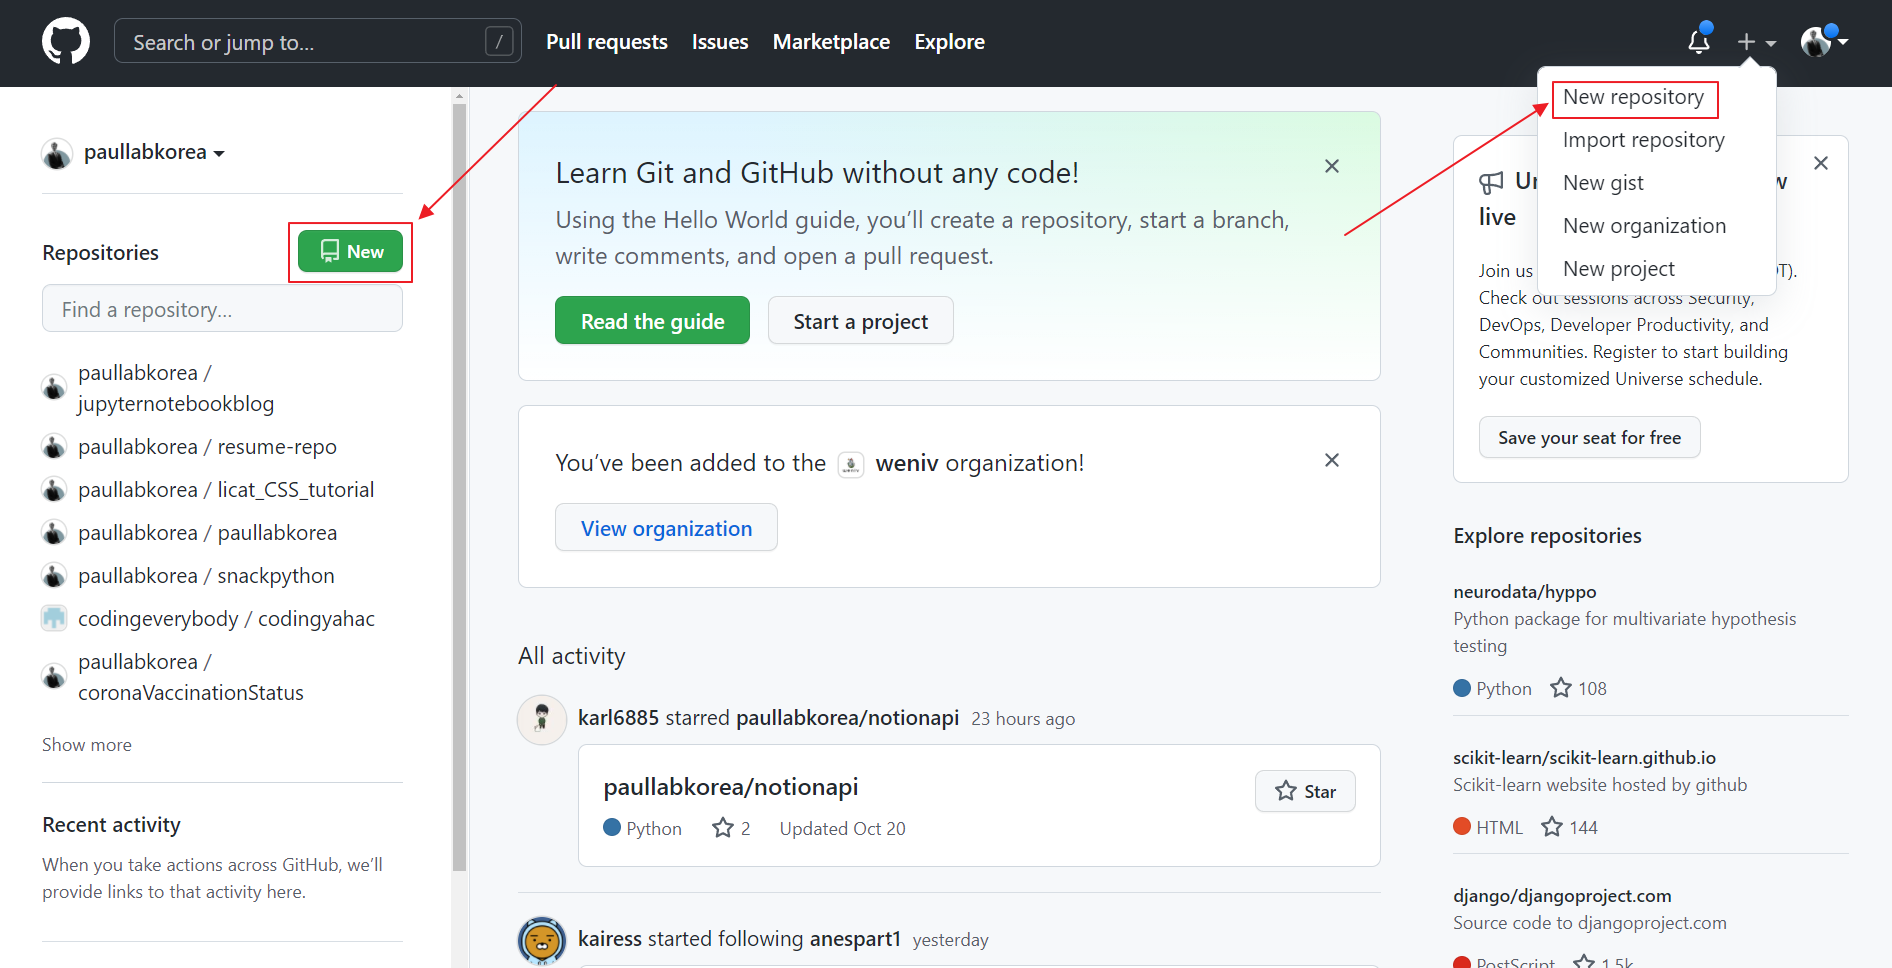 Search or jump to...
/
Pull requests
Issues
Marketplace
Explore
New repository
Import repository
New gist
New organization
New project
paullabkorea
Repositories
New
Find a repository...
paullabkorea /
jupyternotebookblog
paullabkorea / resume-repo
paullabkorea / licat_CSS_tutorial
paullabkorea / paullabkorea
paullabkorea / snackpython
codingeverybody / codingyahac
paullabkorea /
coronaVaccinationStatus
Show more
Recent activity
When you take actions across GitHub, we'll
provide links to that activity here.
Learn Git and GitHub without any code!
Using the Hello World guide, you'll create a repository, start a branch,
write comments, and open a pull request.
Read the guide
Start a project
You've been added to the weniv organization!
View organization
All activity
karl6885 starred paullabkorea/notionapi 23 hours ago
paullabkorea/notionapi
Star
Python 2 Updated Oct 20
kairess started following anespart1 yesterday
live
Join us
Check out sessions across Security,
DevOps, Developer Productivity, and
Communities. Register to start building
your customized Universe schedule.
Save your seat for free
Explore repositories
neurodata/hyppo
Python package for multivariate hypothesis
testing
Python 108
scikit-learn/scikit-learn.github.io
Scikit-learn website hosted by github
HTML 144
django/djangoproject.com
Source code to djangoproject.com
PostScript 1.5k